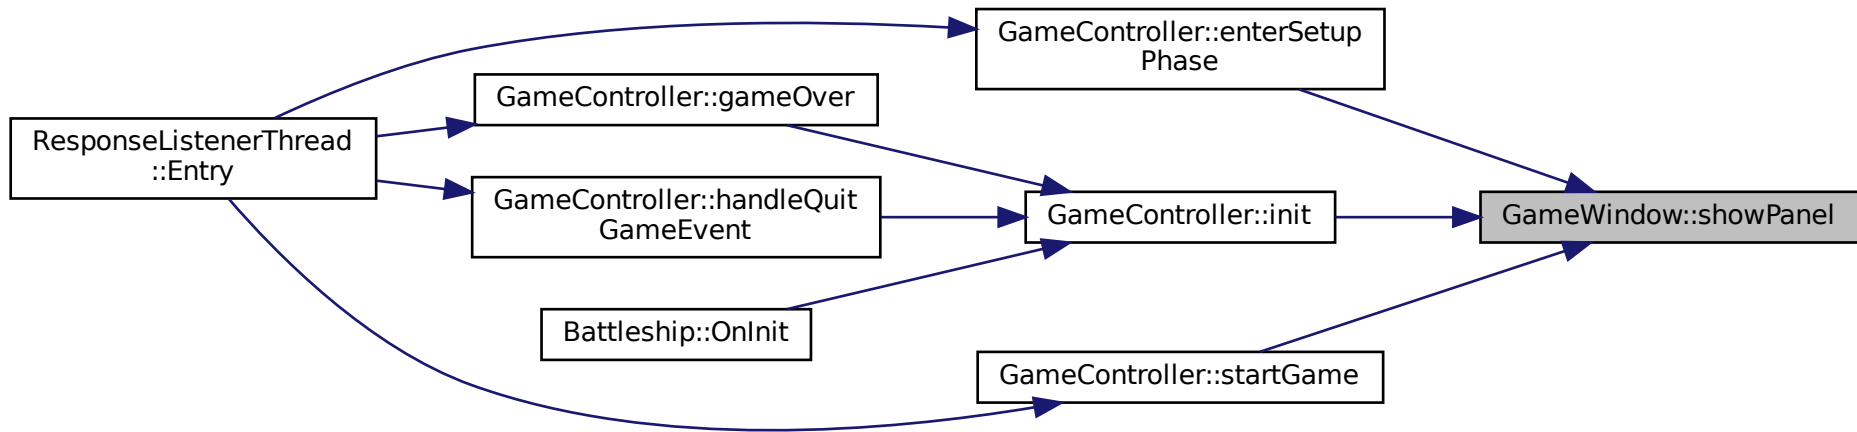 GameController::enterSetup
Phase
GameController::gameOver
ResponseListenerThread
::Entry
GameController::handleQuit
GameEvent
GameController::init
GameWindow::showPanel
Battleship::OnInit
GameController::startGame